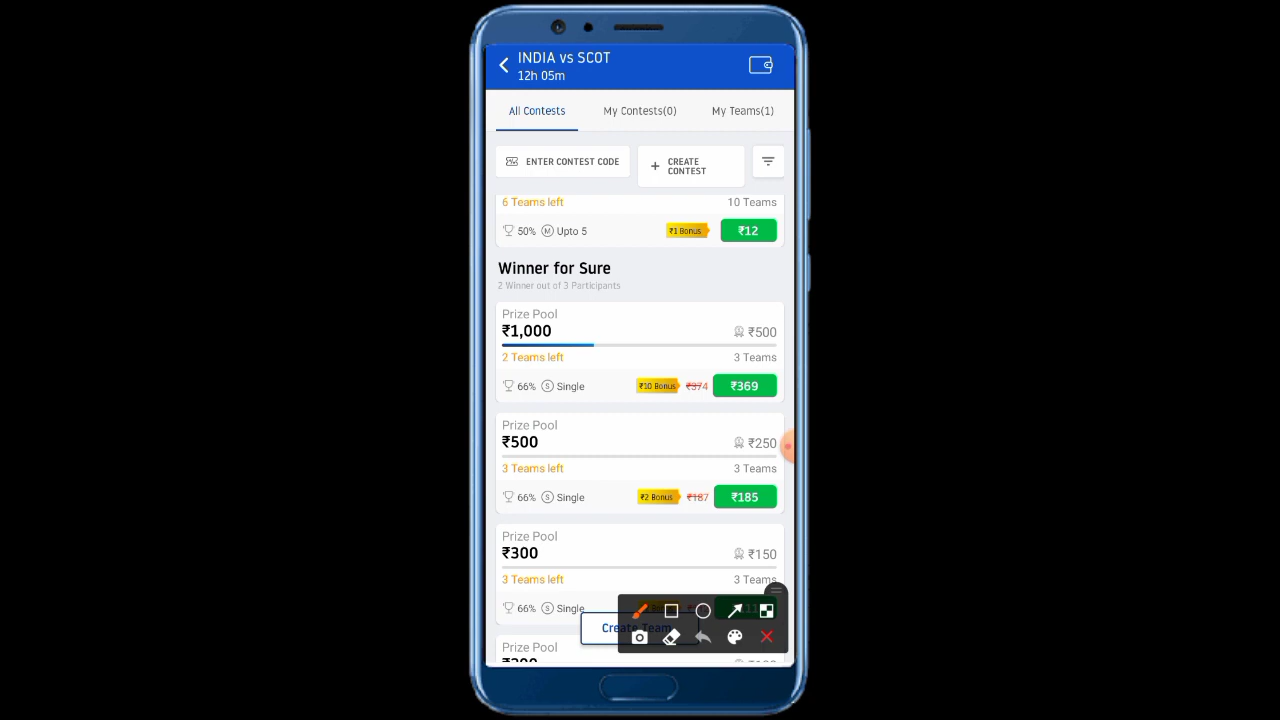 INDIA vs SCOT
12h 05m
All Contests
My Contests(0)
My Teams(1)
ENTER CONTEST CODE
+ CREATE CONTEST
6 Teams left
10 Teams
50% M Upto 5
₹1 Bonus
₹12
Winner for Sure
2 Winner out of 3 Participants
Prize Pool
₹1,000
₹500
2 Teams left
3 Teams
66% S Single
₹10 Bonus
₹374
₹369
Prize Pool
₹500
₹250
3 Teams left
3 Teams
66% S Single
₹2 Bonus
₹187
₹185
Prize Pool
₹300
₹150
3 Teams left
3 Teams
66% S Single
Create Team
Prize Pool